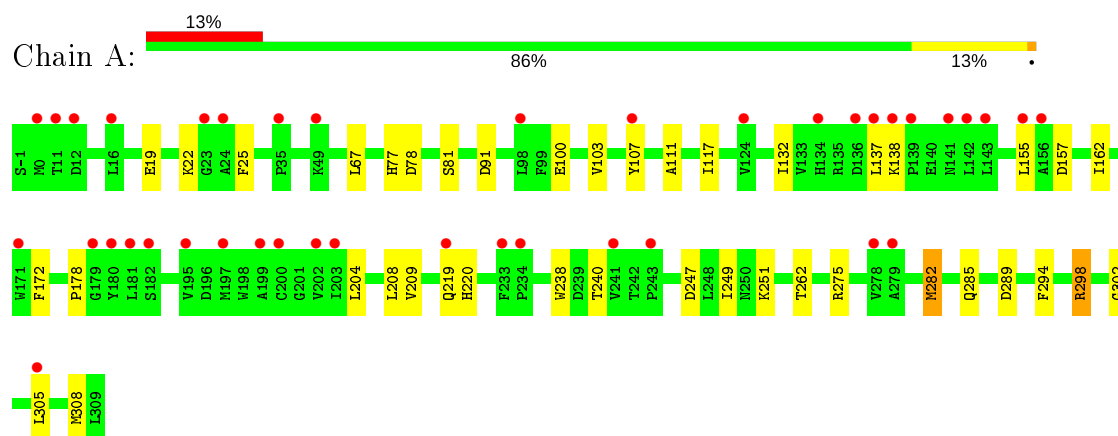 13%
Chain A:
86%
13%
S-1 M0 T11 D12 L16 E19 K22 G23 A24 F25 P35 K49 L67 H77 D78 S81 D91 L98 F99 E100 V103 Y107 A111 I117 V124 I132 V133 H134 R135 D136 L137 K138 P139 E140 N141 L142 L143 L155 A156 D157 I162
W171 F172 P178 G179 Y180 L181 S182 V195 D196 M197 W198 A199 C200 G201 V202 I203 L204 L208 V209 Q219 H220 F233 P234 W238 D239 T240 V241 T242 P243 D247 L248 I249 N250 K251 T262 R275 V278 A279 M282 Q285 D289 F294 R298
L305 M308 L309